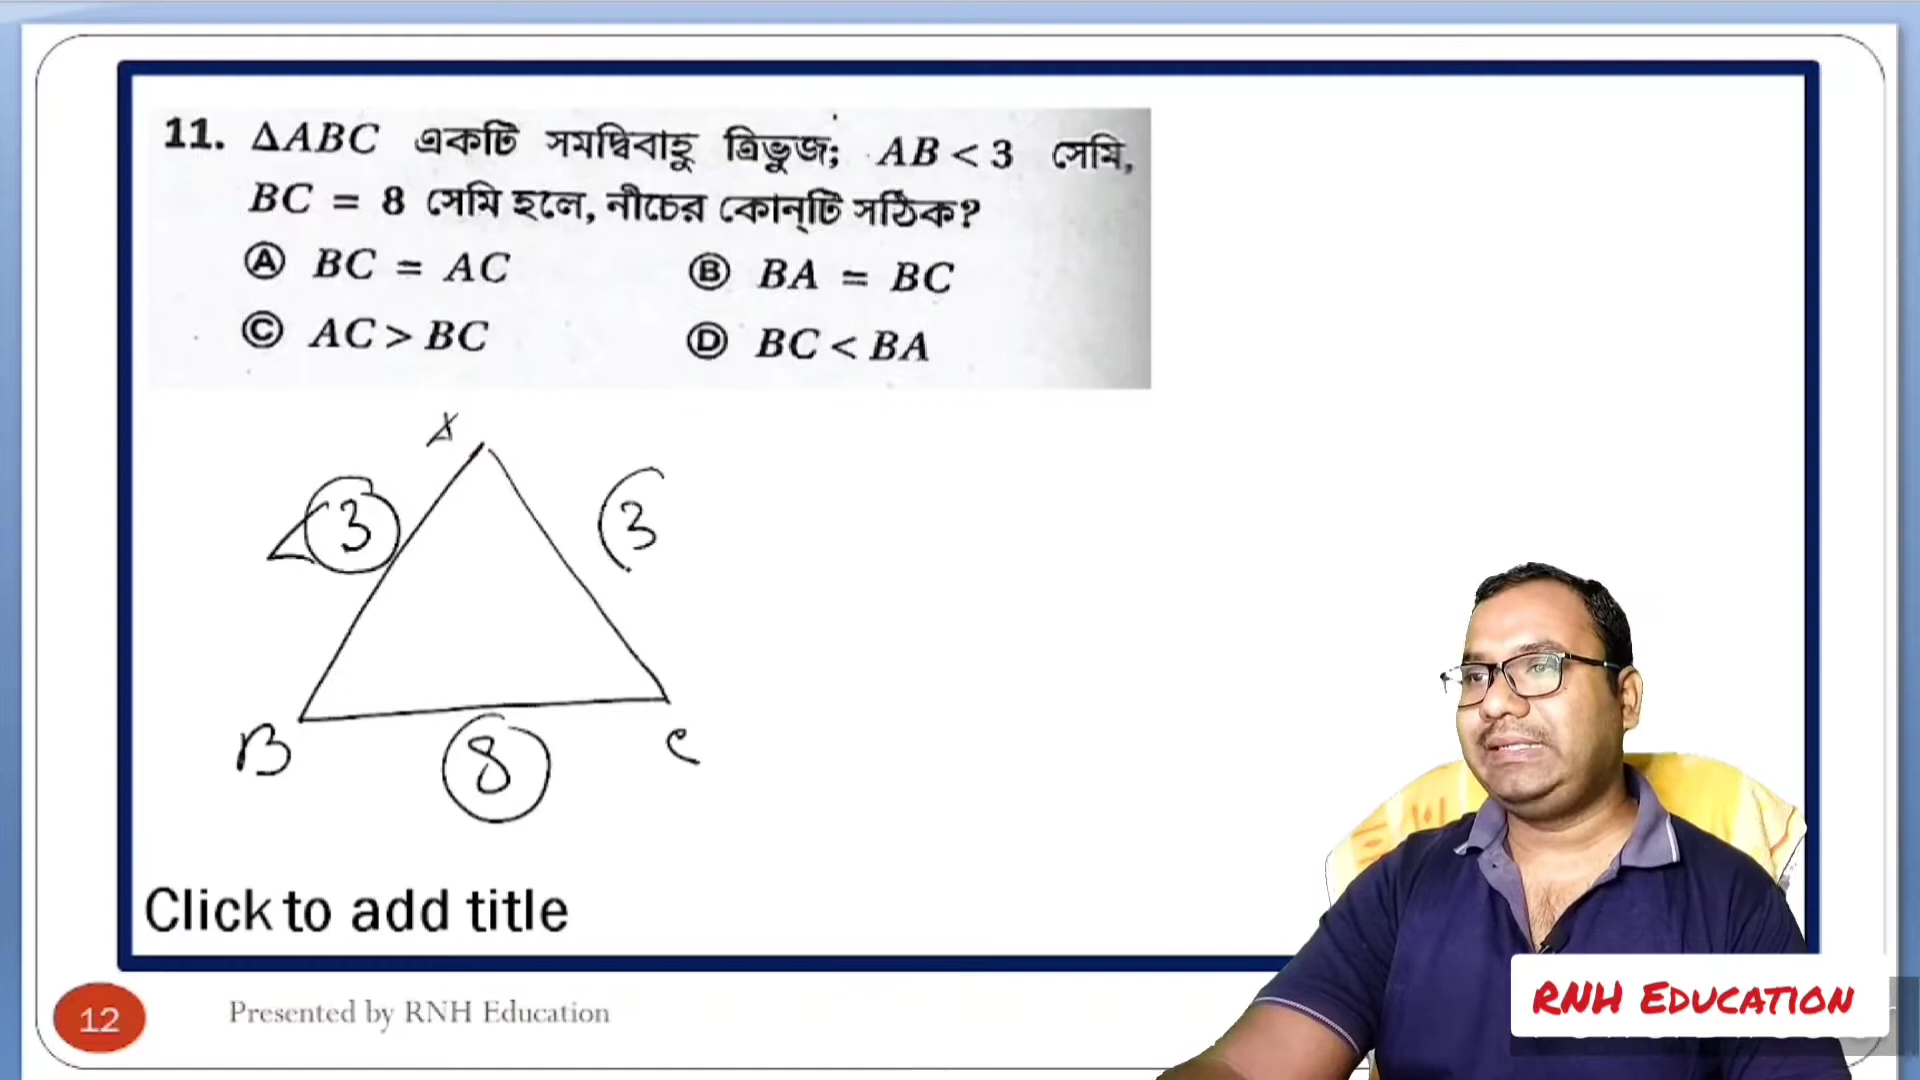 11. ΔABC একটি সমদ্বিবাহু ত্রিভুজ; AB < 3 সেমি,
BC = 8 সেমি হলে, নীচের কোন্‌টি সঠিক?
Ⓐ BC = AC Ⓑ BA = BC
Ⓒ AC > BC Ⓓ BC < BA
A
3 3
B C
8
Click to add title
12 Presented by RNH Education
RNH EDUCATION